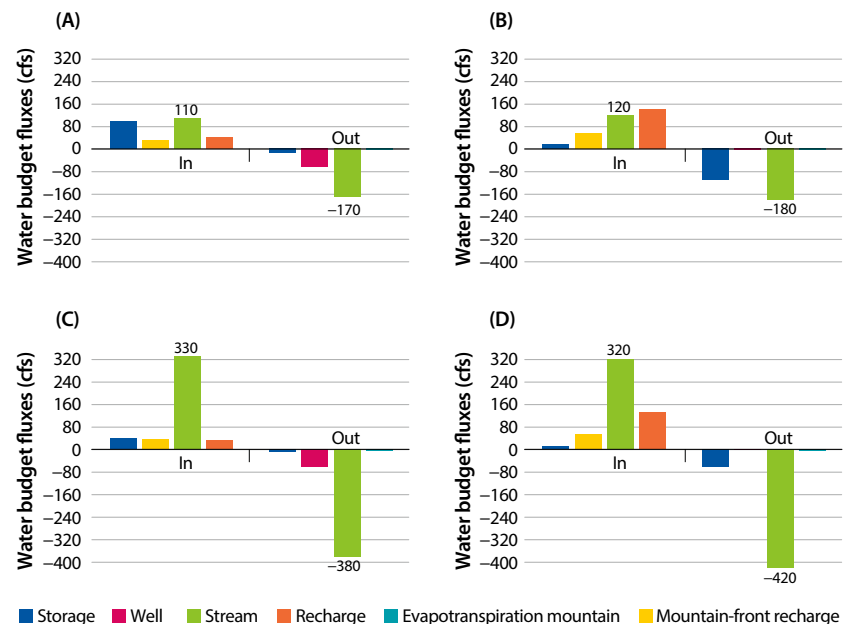 (A)
Water budget fluxes (cfs)
320
240
160
80
0
−80
−160
−240
−320
−400
110
In
Out
−170
(B)
Water budget fluxes (cfs)
320
240
160
80
0
−80
−160
−240
−320
−400
120
In
Out
−180
(C)
Water budget fluxes (cfs)
320
240
160
80
0
−80
−160
−240
−320
−400
330
In
Out
−380
(D)
Water budget fluxes (cfs)
320
240
160
80
0
−80
−160
−240
−320
−400
320
In
Out
−420
Storage Well Stream Recharge Evapotranspiration mountain Mountain-front recharge